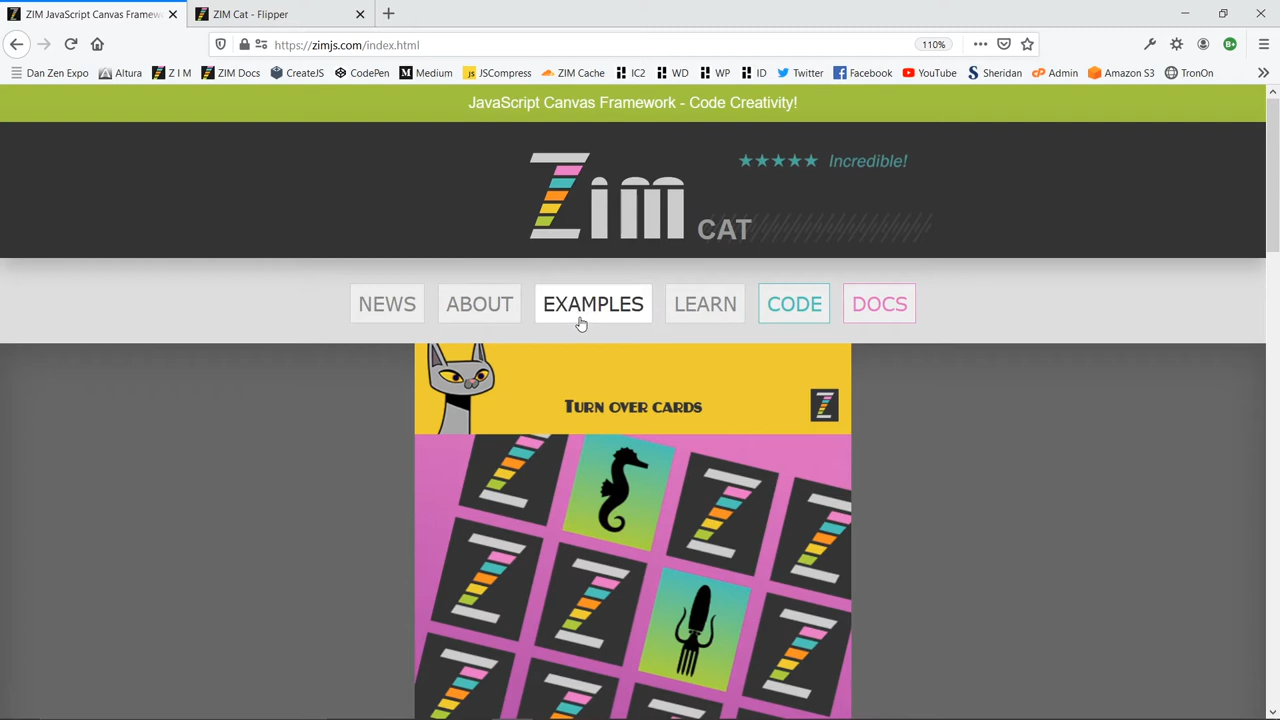 ZIM JavaScript Canvas Framew
ZIM Cat - Flipper
https://zimjs.com/index.html
110%
Dan Zen Expo
Altura
Z I M
ZIM Docs
CreateJS
CodePen
Medium
JSCompress
ZIM Cache
IC2
WD
WP
ID
Twitter
Facebook
YouTube
Sheridan
Admin
Amazon S3
TronOn
JavaScript Canvas Framework - Code Creativity!
★★★★★ Incredible!
Zim
CAT
NEWS
ABOUT
EXAMPLES
LEARN
CODE
DOCS
Turn over cards